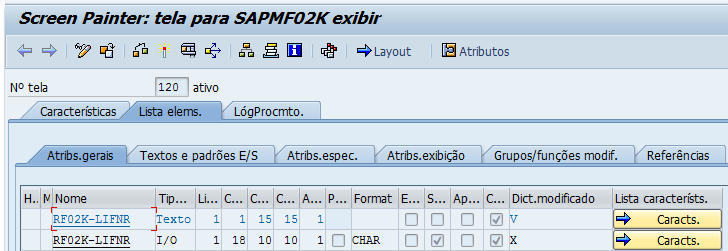 Screen Painter: tela para SAPMF02K exibir
Layout Atributos
Nº tela 120 ativo
Características Lista elems. LógProcmto.
Atribs.gerais Textos e padrões E/S Atribs.espec. Atribs.exibição Grupos/funções modif. Referências
H.. M Nome Tip... Li... C... C... C... A... P... Format E... S... Ap... C... Dict.modificado Lista característs.
RF02K-LIFNR Texto 1 1 15 15 1 V Caracts.
RF02K-LIFNR I/O 1 18 10 10 1 CHAR X Caracts.